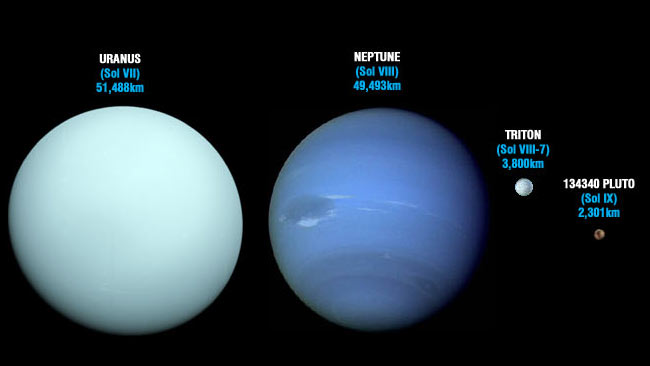 URANUS
(Sol VII)
51,488km
NEPTUNE
(Sol VIII)
49,493km
TRITON
(Sol VIII-7)
3,800km
134340 PLUTO
(Sol IX)
2,301km